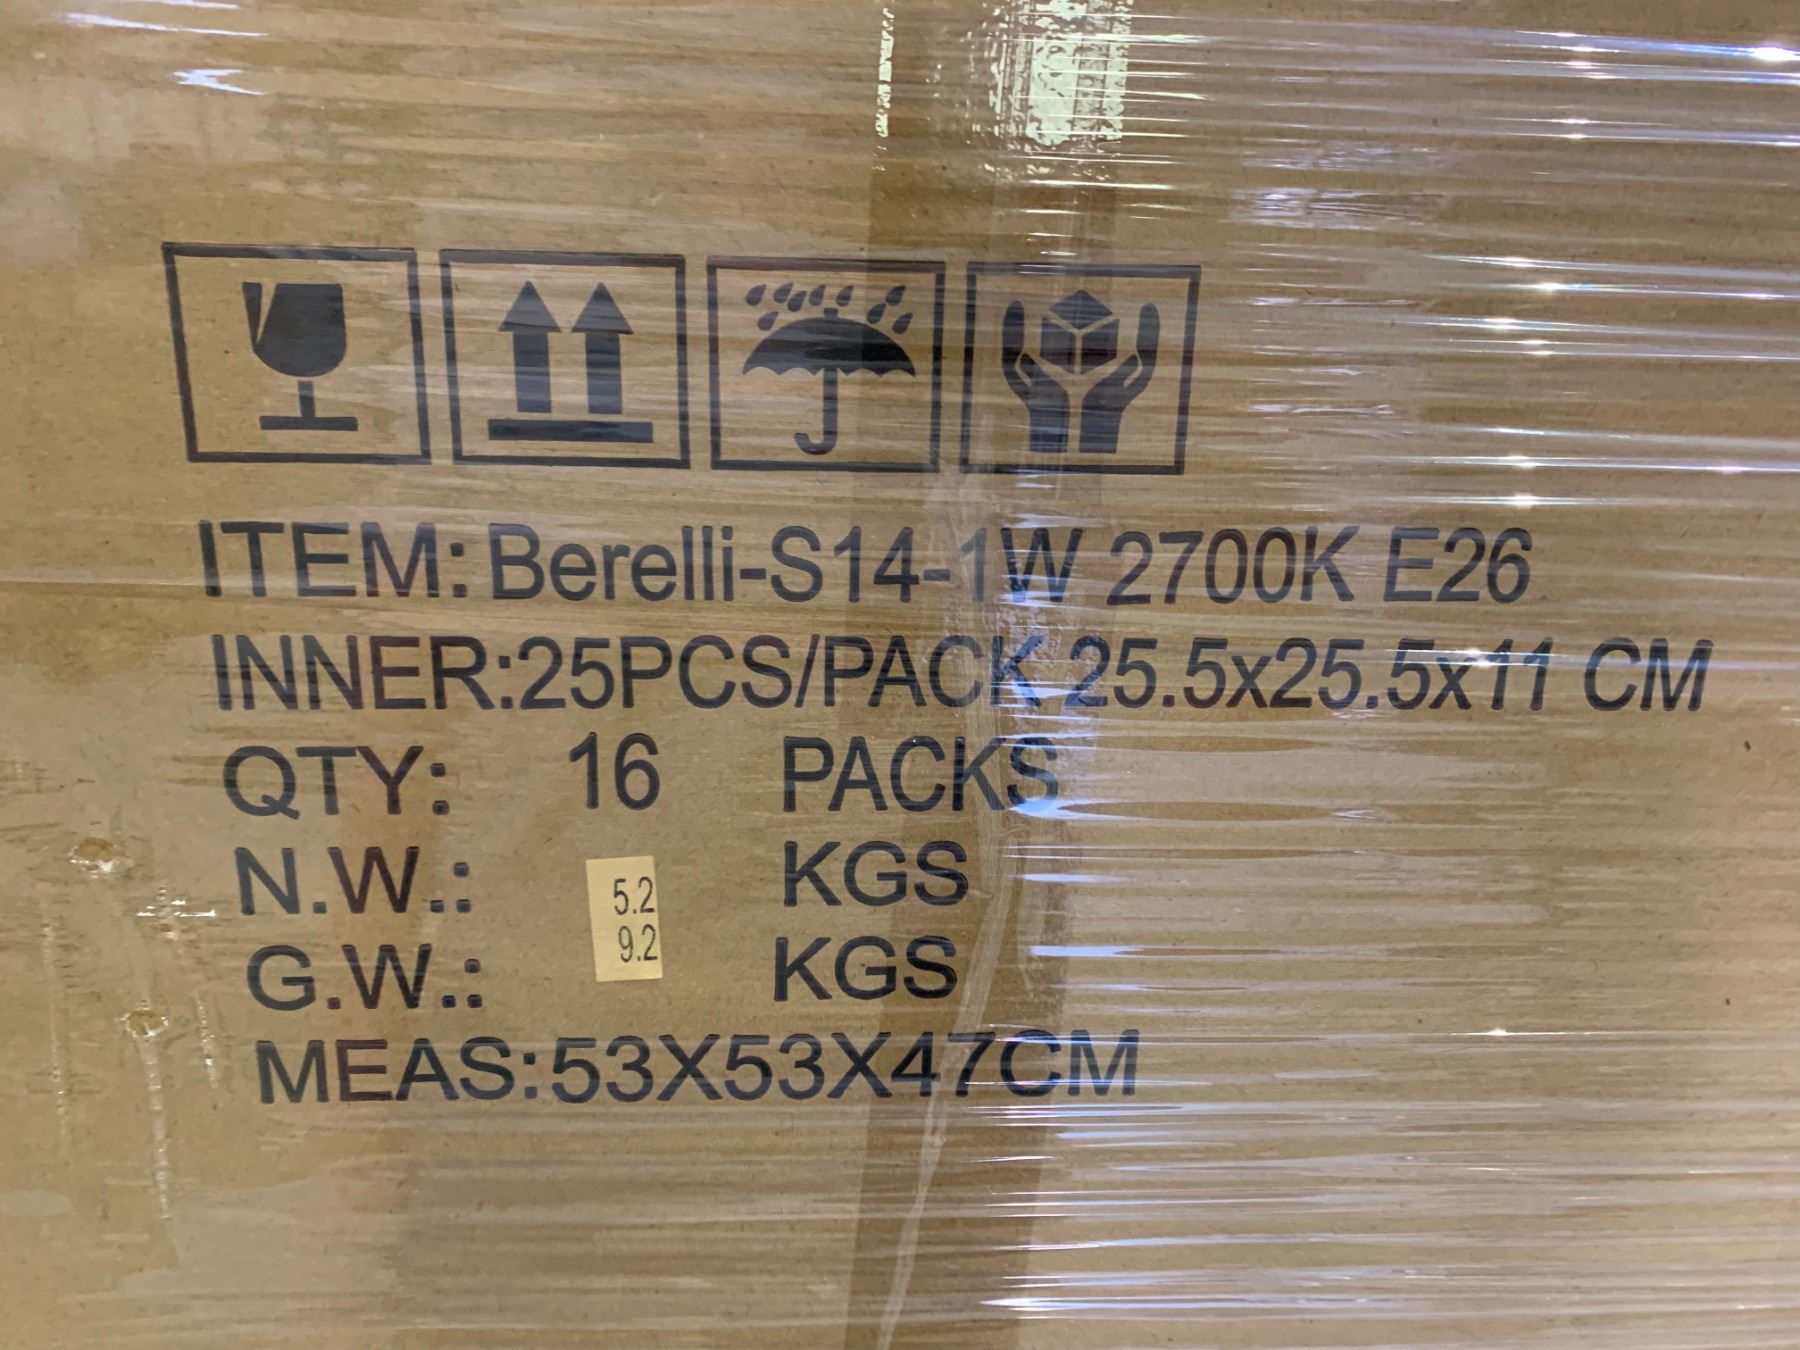 ITEM: Berelli-S14-1W 2700K E26
INNER:25PCS/PACK 25.5x25.5x11 CM
QTY: 16 PACKS
N.W.: 5.2 KGS
G.W.: 9.2 KGS
MEAS:53X53X47CM